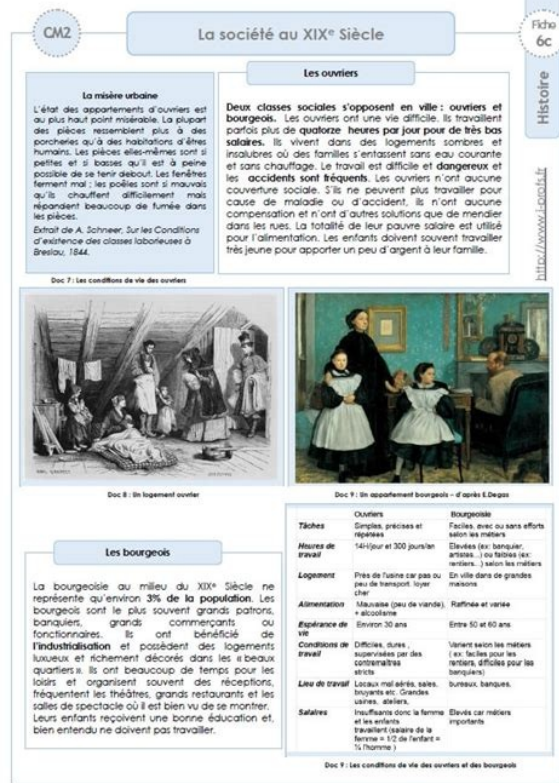 CM2
La société au XIXe Siècle
Fiche
6c
Histoire
http://www.i-profs.fr
La misère urbaine
L'état des appartements d'ouvriers est
au plus haut point misérable. La plupart
des pièces ressemblent plus à des
porcheries qu'à des habitations d'êtres
humains. Les pièces elles-mêmes sont si
petites et si basses qu'il est à peine
possible de se tenir debout. Les fenêtres
ferment mal ; les poêles sont si mauvais
qu'ils chauffent difficilement mais
répandent beaucoup de fumée dans
les pièces.
Extrait de A. Schneer, Sur les Conditions
d'existence des classes laborieuses à
Breslau, 1844.
Doc 7 : Les conditions de vie des ouvriers
Les ouvriers
Deux classes sociales s'opposent en ville : ouvriers et
bourgeois. Les ouvriers ont une vie difficile. Ils travaillent
parfois plus de quatorze heures par jour pour de très bas
salaires. Ils vivent dans des logements sombres et
insalubres où des familles s'entassent sans eau courante
et sans chauffage. Le travail est difficile et dangereux et
les accidents sont fréquents. Les ouvriers n'ont aucune
couverture sociale. S'ils ne peuvent plus travailler pour
cause de maladie ou d'accident, ils n'ont aucune
compensation et n'ont d'autres solutions que de mendier
dans les rues. La totalité de leur pauvre salaire est utilisé
pour l'alimentation. Les enfants doivent souvent travailler
très jeune pour apporter un peu d'argent à leur famille.
Doc 8 : Un logement ouvrier
Doc 9 : Un appartement bourgeois – d'après E.Degas
Les bourgeois
La bourgeoisie au milieu du XIXe Siècle ne
représente qu'environ 3% de la population. Les
bourgeois sont le plus souvent grands patrons,
banquiers, grands commerçants ou
fonctionnaires. Ils ont bénéficié de
l'industrialisation et possèdent des logements
luxueux et richement décorés dans les « beaux
quartiers ». Ils ont beaucoup de temps pour les
loisirs et organisent souvent des réceptions,
fréquentent les théâtres, grands restaurants et les
salles de spectacle où il est bien vu de se montrer.
Leurs enfants reçoivent une bonne éducation et,
bien entendu ne doivent pas travailler.
Ouvriers Bourgeoisie
Tâches Simples, précises et Faciles, avec ou sans efforts
répétées selon les métiers
Heures de 14H/jour et 300 jours/an Elevées (ex: banquier,
travail artistes...) ou faibles (ex:
rentiers...) selon les métiers
Logement Près de l'usine car pas ou En ville dans de grandes
peu de transport. loyer maisons
cher
Alimentation Mauvaise (peu de viande), Raffinée et variée
+ alcoolisme
Espérance de Environ 30 ans Entre 50 et 60 ans
vie
Conditions de Difficiles, dures , Varient selon les métiers
travail supervisées par des ( ex: faciles pour les
contremaîtres rentiers, difficiles pour les
stricts banquiers)
Lieu de travail Locaux mal aérés, sales, bureaux, banques,
bruyants etc. Grandes
usines, ateliers,
Salaires Insuffisants donc la femme Elevés car métiers
et les enfants importants
travaillent (salaire de la
femme = 1/2 de l'enfant =
¼ l'homme )
Doc 9 : Les conditions de vie des ouvriers et des bourgeois